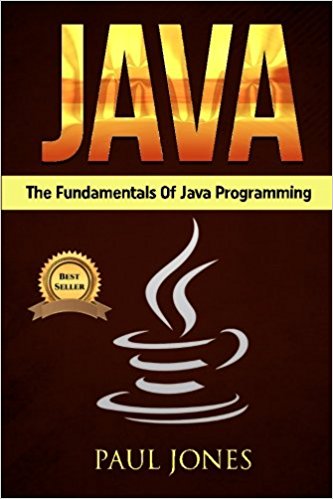 JAVA
The Fundamentals Of Java Programming
BEST
SELLER
PAUL JONES